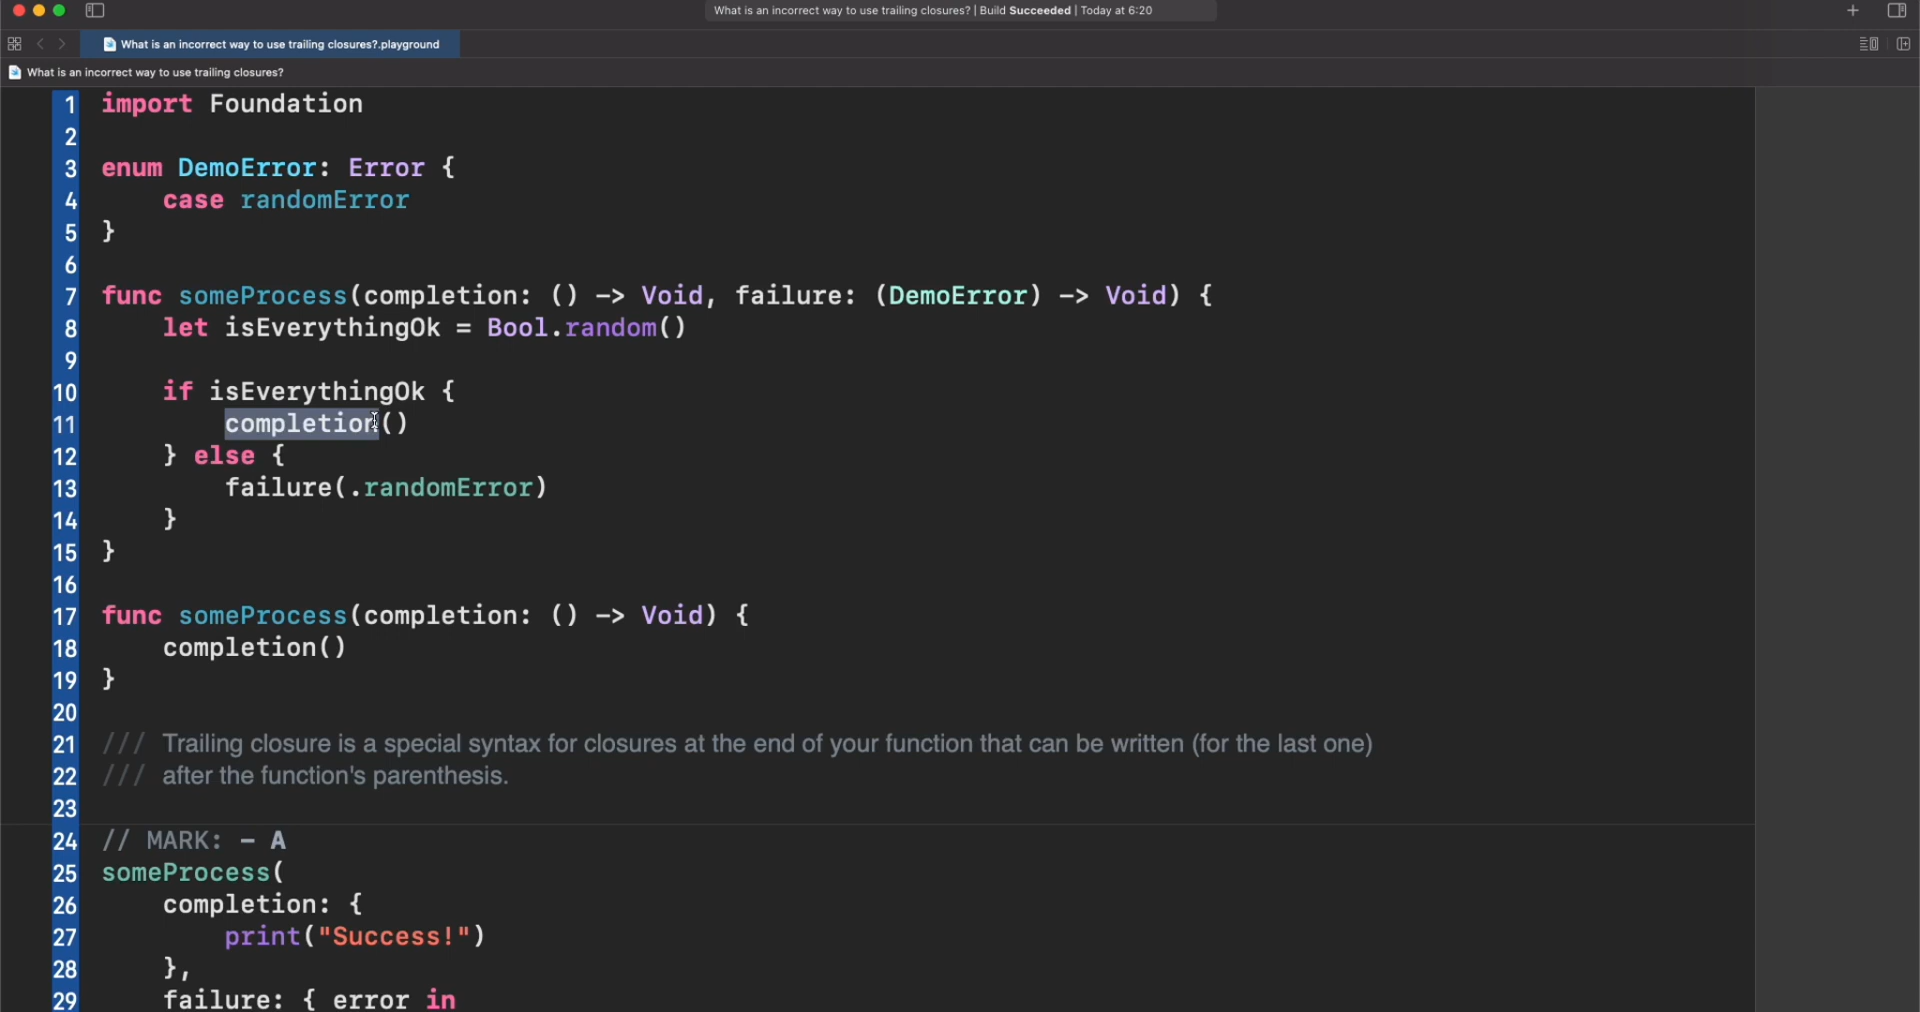 What is an incorrect way to use trailing closures? | Build Succeeded | Today at 6:20
What is an incorrect way to use trailing closures?.playground
What is an incorrect way to use trailing closures?
1 import Foundation
2
3 enum DemoError: Error {
4     case randomError
5 }
6
7 func someProcess(completion: () -> Void, failure: (DemoError) -> Void) {
8     let isEverythingOk = Bool.random()
9
10     if isEverythingOk {
11         completion()
12     } else {
13         failure(.randomError)
14     }
15 }
16
17 func someProcess(completion: () -> Void) {
18     completion()
19 }
20
21 /// Trailing closure is a special syntax for closures at the end of your function that can be written (for the last one)
22 /// after the function's parenthesis.
23
24 // MARK: - A
25 someProcess(
26     completion: {
27         print("Success!")
28     },
29     failure: { error in